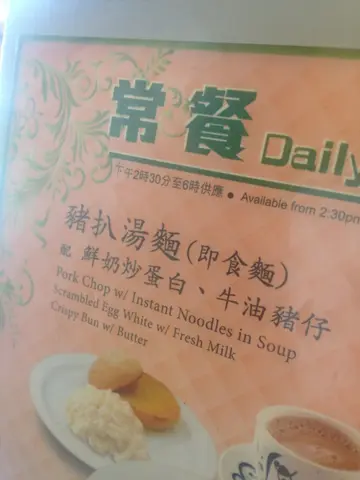 常餐 Daily
下午2時30分至6時供應 ● Available from 2:30pm
豬扒湯麵(即食麵)
配 鮮奶炒蛋白、牛油豬仔
Pork Chop w/ Instant Noodles in Soup
Scrambled Egg White w/ Fresh Milk
Crispy Bun w/ Butter